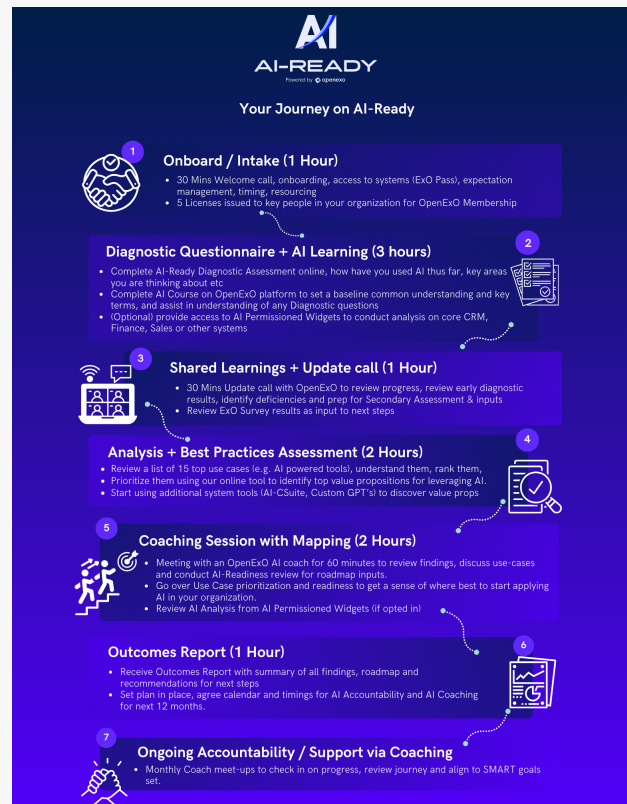 AI
AI-READY
Powered by openexo
Your Journey on AI-Ready
1
Onboard / Intake (1 Hour)
• 30 Mins Welcome call, onboarding, access to systems (ExO Pass), expectation
management, timing, resourcing
• 5 Licenses issued to key people in your organization for OpenExO Membership
2
Diagnostic Questionnaire + AI Learning (3 hours)
• Complete AI-Ready Diagnostic Assessment online, how have you used AI thus far, key areas
you are thinking about etc
• Complete AI Course on OpenExO platform to set a baseline common understanding and key
terms, and assist in understanding of any Diagnostic questions
• (Optional) provide access to AI Permissioned Widgets to conduct analysis on core CRM,
Finance, Sales or other systems
3
Shared Learnings + Update call (1 Hour)
• 30 Mins Update call with OpenExO to review progress, review early diagnostic
results, identify deficiencies and prep for Secondary Assessment & inputs
• Review ExO Survey results as input to next steps
4
Analysis + Best Practices Assessment (2 Hours)
• Review a list of 15 top use cases (e.g. AI powered tools), understand them, rank them,
• Prioritize them using our online tool to identify top value propositions for leveraging AI.
• Start using additional system tools (AI-CSuite, Custom GPT's) to discover value props
5
Coaching Session with Mapping (2 Hours)
• Meeting with an OpenExO AI coach for 60 minutes to review findings, discuss use-cases
and conduct AI-Readiness review for roadmap inputs.
• Go over Use Case prioritization and readiness to get a sense of where best to start applying
AI in your organization.
• Review AI Analysis from AI Permissioned Widgets (if opted in)
6
Outcomes Report (1 Hour)
• Receive Outcomes Report with summary of all findings, roadmap and
recommendations for next steps
• Set plan in place, agree calendar and timings for AI Accountability and AI Coaching
for next 12 months.
7
Ongoing Accountability / Support via Coaching
• Monthly Coach meet-ups to check in on progress, review journey and align to SMART goals
set.